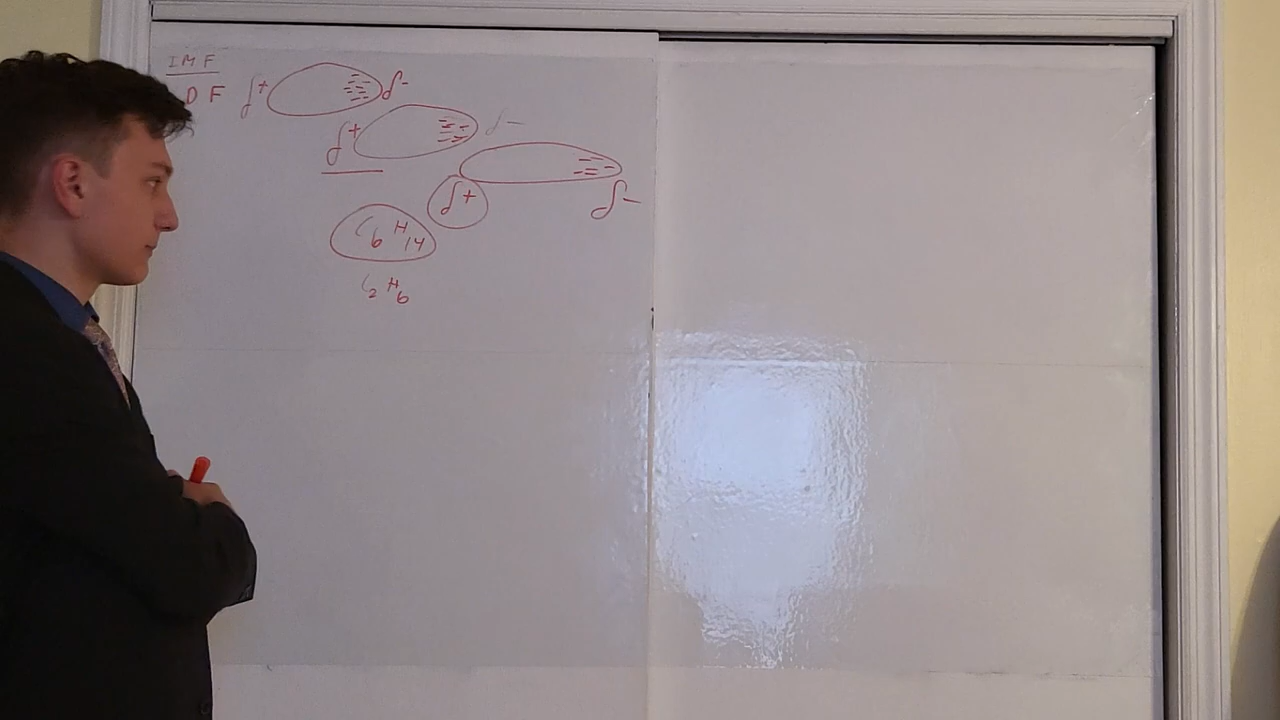 IMF
DF δ+ δ-
δ+ δ-
δ+ δ-
C6H14
C2H6